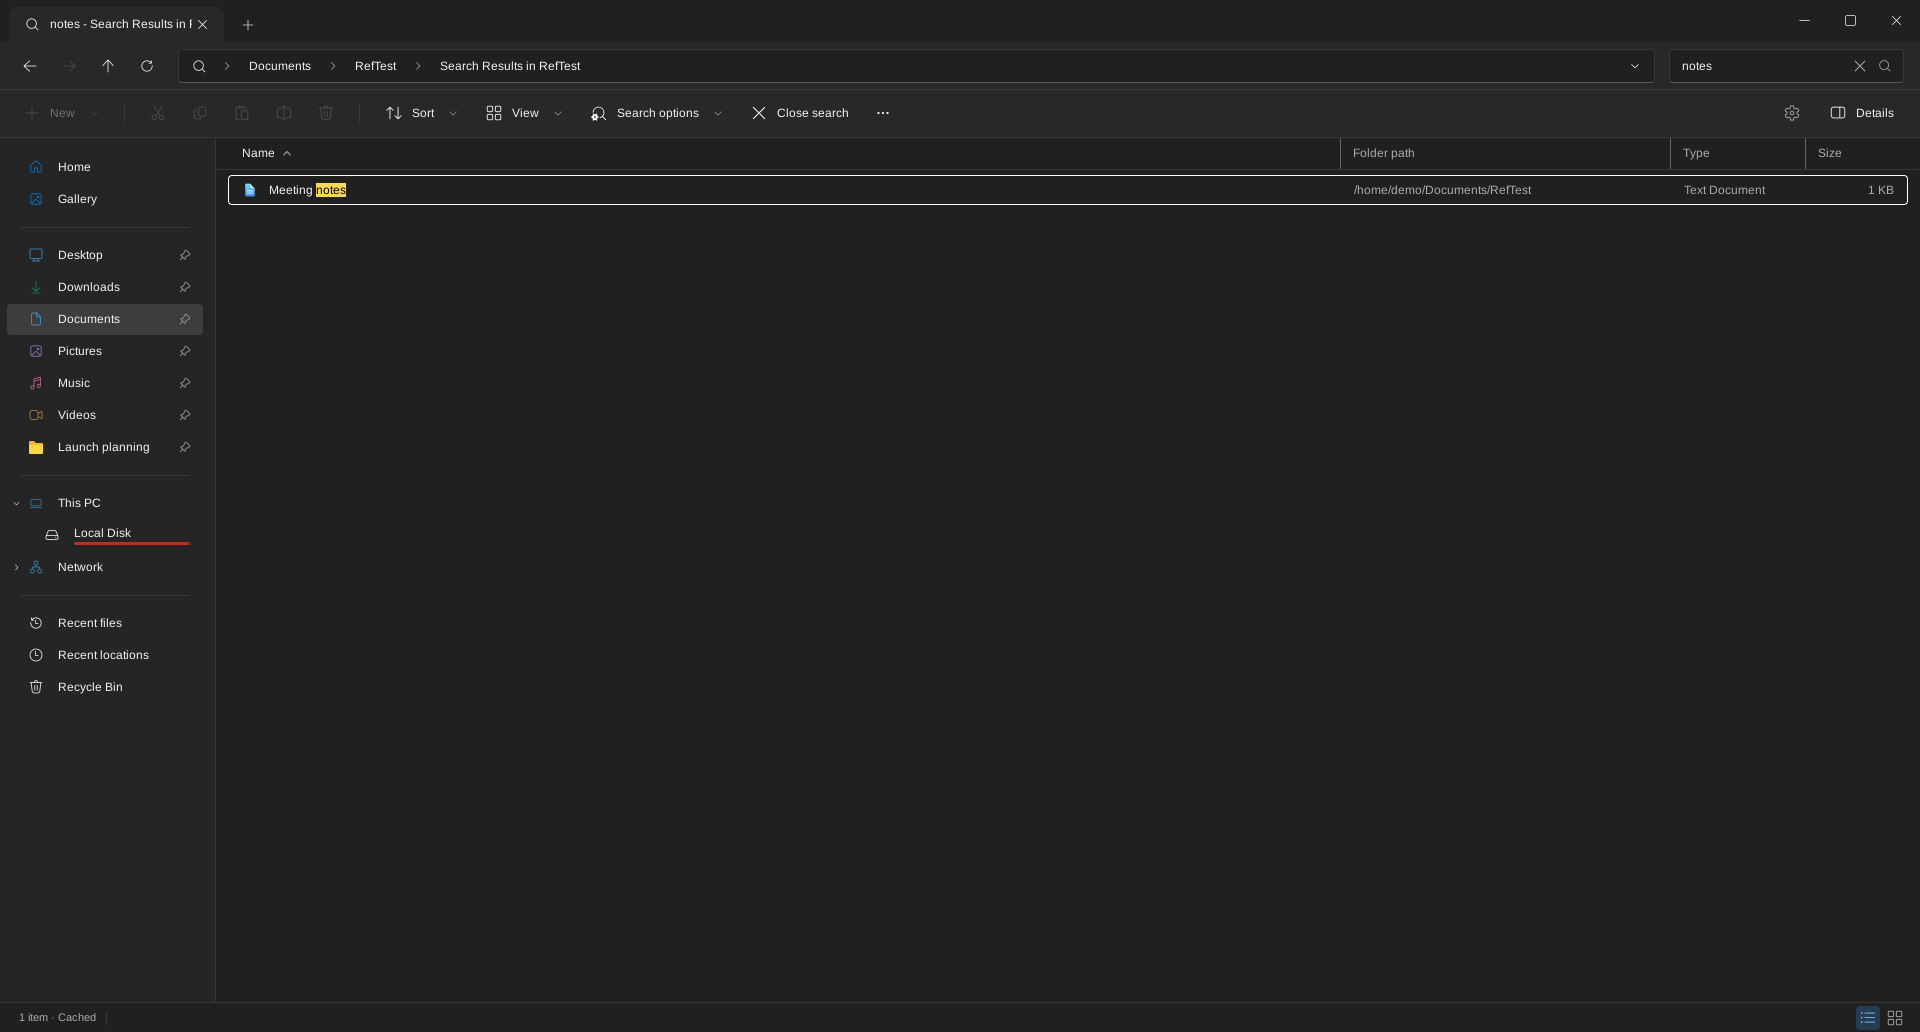 notes - Search Results in R
Documents RefTest Search Results in RefTest
notes
New Sort View Search options Close search Details
Name Folder path Type Size
Meeting notes /home/demo/Documents/RefTest Text Document 1 KB
Home
Gallery
Desktop
Downloads
Documents
Pictures
Music
Videos
Launch planning
This PC
Local Disk
Network
Recent files
Recent locations
Recycle Bin
1 item · Cached